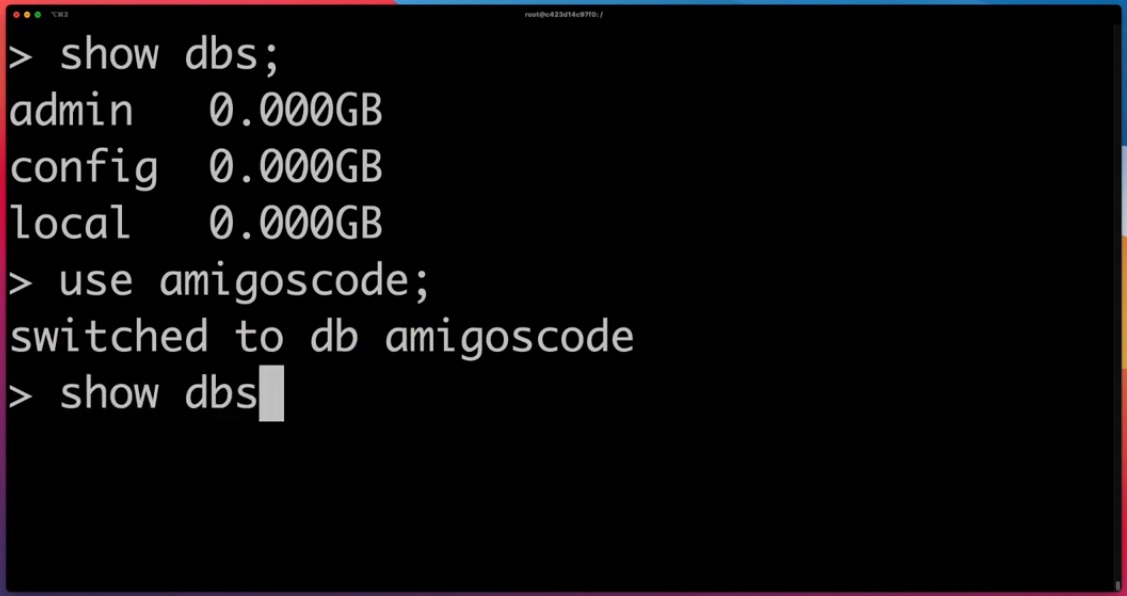 ⌥⌘2
root@c423d14c97f0: /
> show dbs;
admin 0.000GB
config 0.000GB
local 0.000GB
> use amigoscode;
switched to db amigoscode
> show dbs